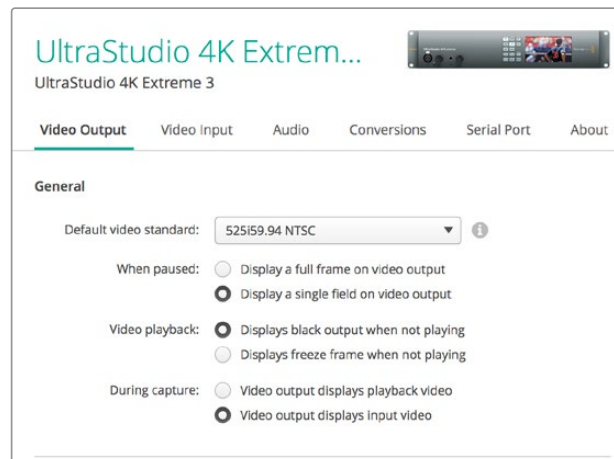 UltraStudio 4K Extrem...
UltraStudio 4K Extreme 3
Video Output Video Input Audio Conversions Serial Port About
General
Default video standard: 525i59.94 NTSC
When paused: Display a full frame on video output
Display a single field on video output
Video playback: Displays black output when not playing
Displays freeze frame when not playing
During capture: Video output displays playback video
Video output displays input video